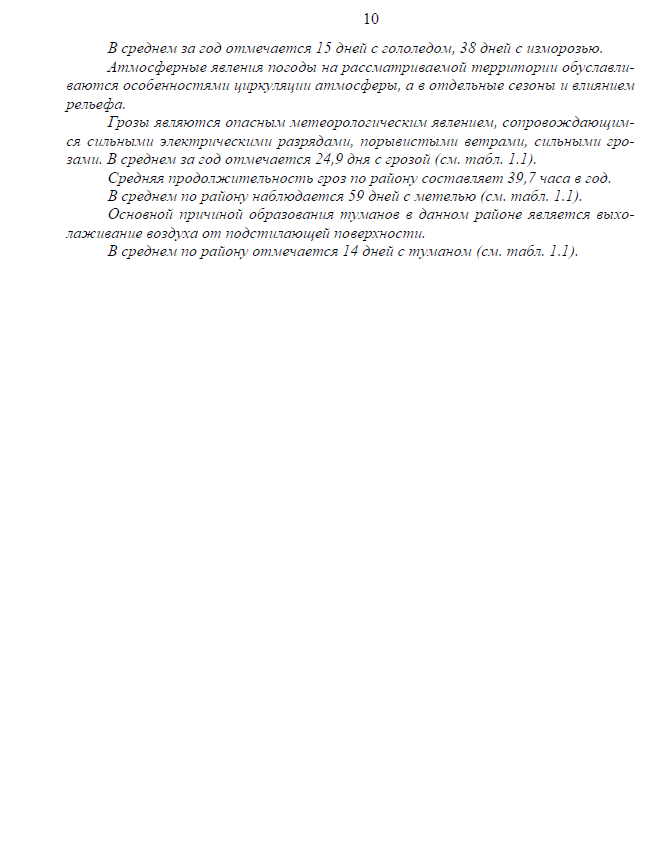 10
В среднем за год отмечается 15 дней с гололедом, 38 дней с изморозью.
Атмосферные явления погоды на рассматриваемой территории обуславли-
ваются особенностями циркуляции атмосферы, а в отдельные сезоны и влиянием
рельефа.
Грозы являются опасным метеорологическим явлением, сопровождающим-
ся сильными электрическими разрядами, порывистыми ветрами, сильными гро-
зами. В среднем за год отмечается 24,9 дня с грозой (см. табл. 1.1).
Средняя продолжительность гроз по району составляет 39,7 часа в год.
В среднем по району наблюдается 59 дней с метелью (см. табл. 1.1).
Основной причиной образования туманов в данном районе является выхо-
лаживание воздуха от подстилающей поверхности.
В среднем по району отмечается 14 дней с туманом (см. табл. 1.1).